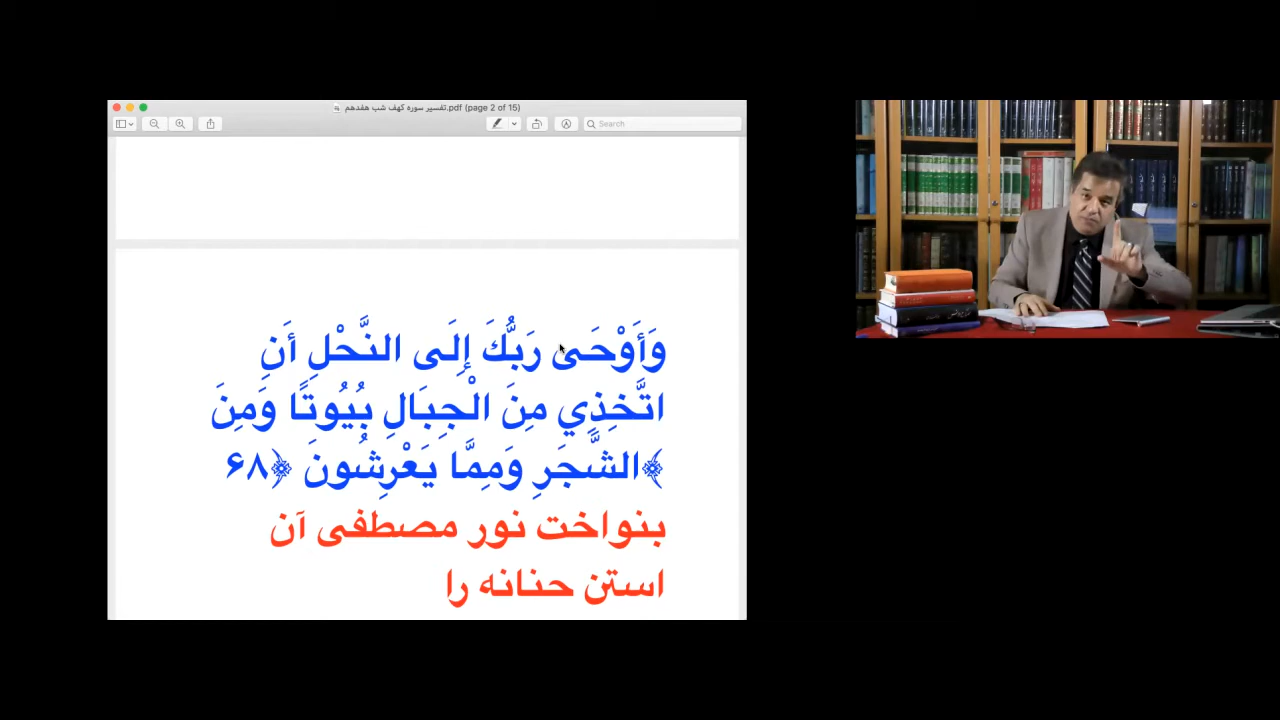 تفسیر سوره کهف شب هفدهم.pdf (page 2 of 15)
Search
وَأَوْحَىٰ رَبُّكَ إِلَى النَّحْلِ أَنِ
اتَّخِذِي مِنَ الْجِبَالِ بُيُوتًا وَمِنَ
الشَّجَرِ وَمِمَّا يَعْرِشُونَ ﴿۶۸﴾
بنواخت نور مصطفی آن
استن حنانه را